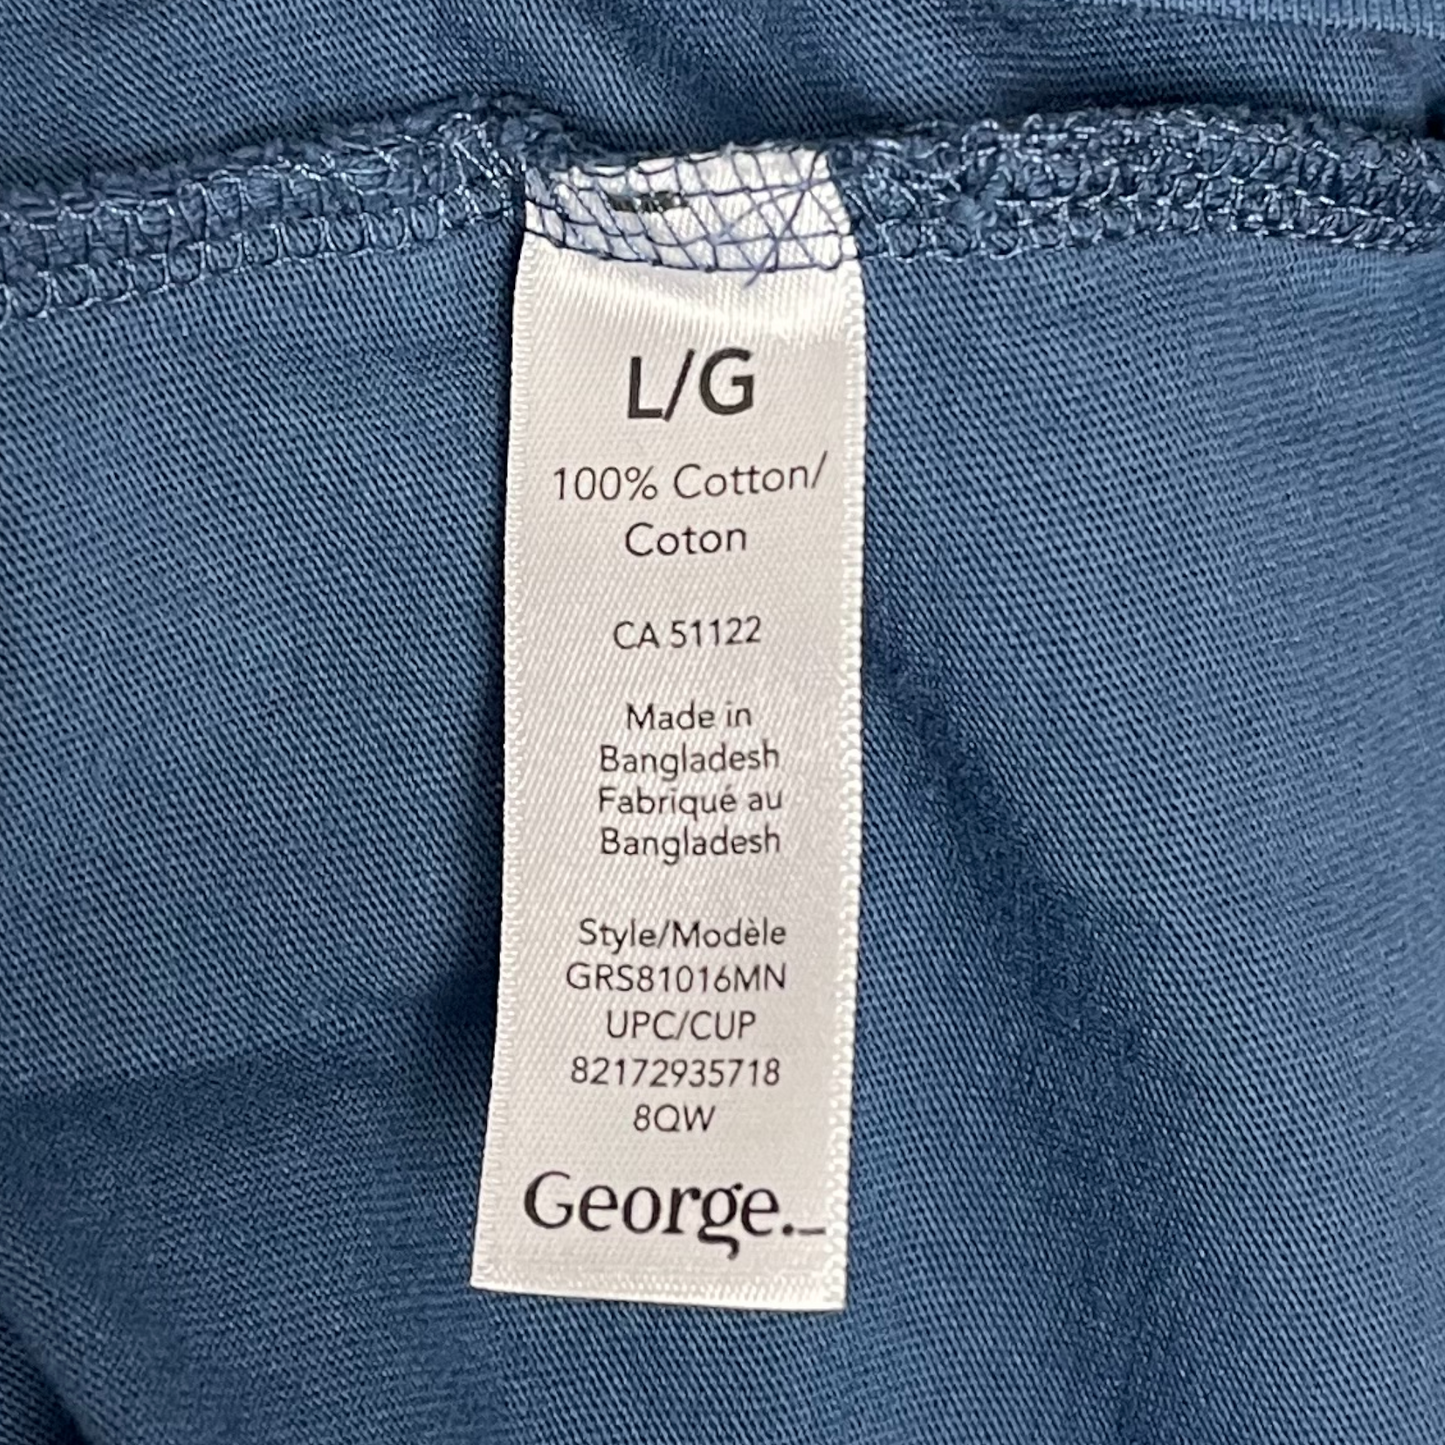 L/G
100% Cotton/
Coton
CA 51122
Made in
Bangladesh
Fabriqué au
Bangladesh
Style/Modèle
GRS81016MN
UPC/CUP
82172935718
8QW
George._